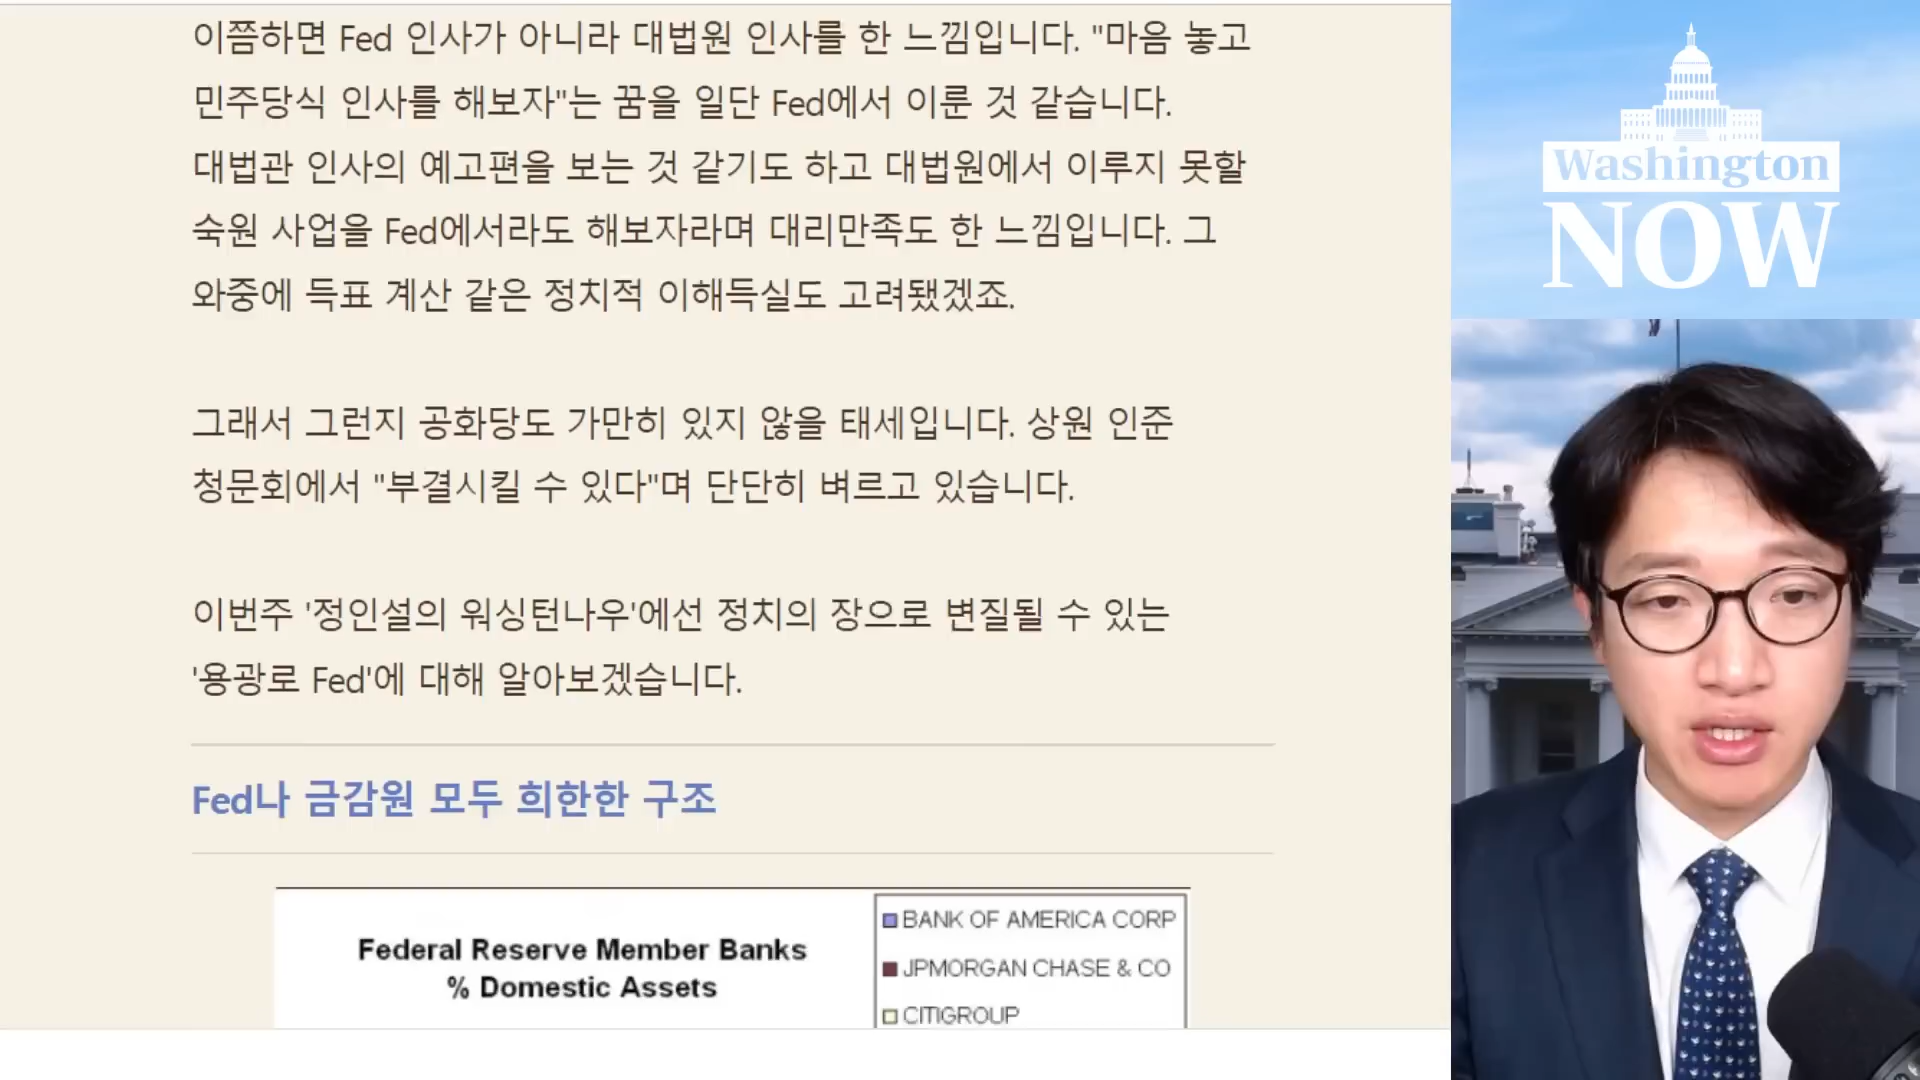 이쯤하면 Fed 인사가 아니라 대법원 인사를 한 느낌입니다. "마음 놓고
민주당식 인사를 해보자"는 꿈을 일단 Fed에서 이룬 것 같습니다.
대법관 인사의 예고편을 보는 것 같기도 하고 대법원에서 이루지 못할
숙원 사업을 Fed에서라도 해보자라며 대리만족도 한 느낌입니다. 그
와중에 득표 계산 같은 정치적 이해득실도 고려됐겠죠.
그래서 그런지 공화당도 가만히 있지 않을 태세입니다. 상원 인준
청문회에서 "부결시킬 수 있다"며 단단히 벼르고 있습니다.
이번주 '정인설의 워싱턴나우'에선 정치의 장으로 변질될 수 있는
'용광로 Fed'에 대해 알아보겠습니다.
Fed나 금감원 모두 희한한 구조
Federal Reserve Member Banks
% Domestic Assets
BANK OF AMERICA CORP
JPMORGAN CHASE & CO
CITIGROUP
Washington
NOW